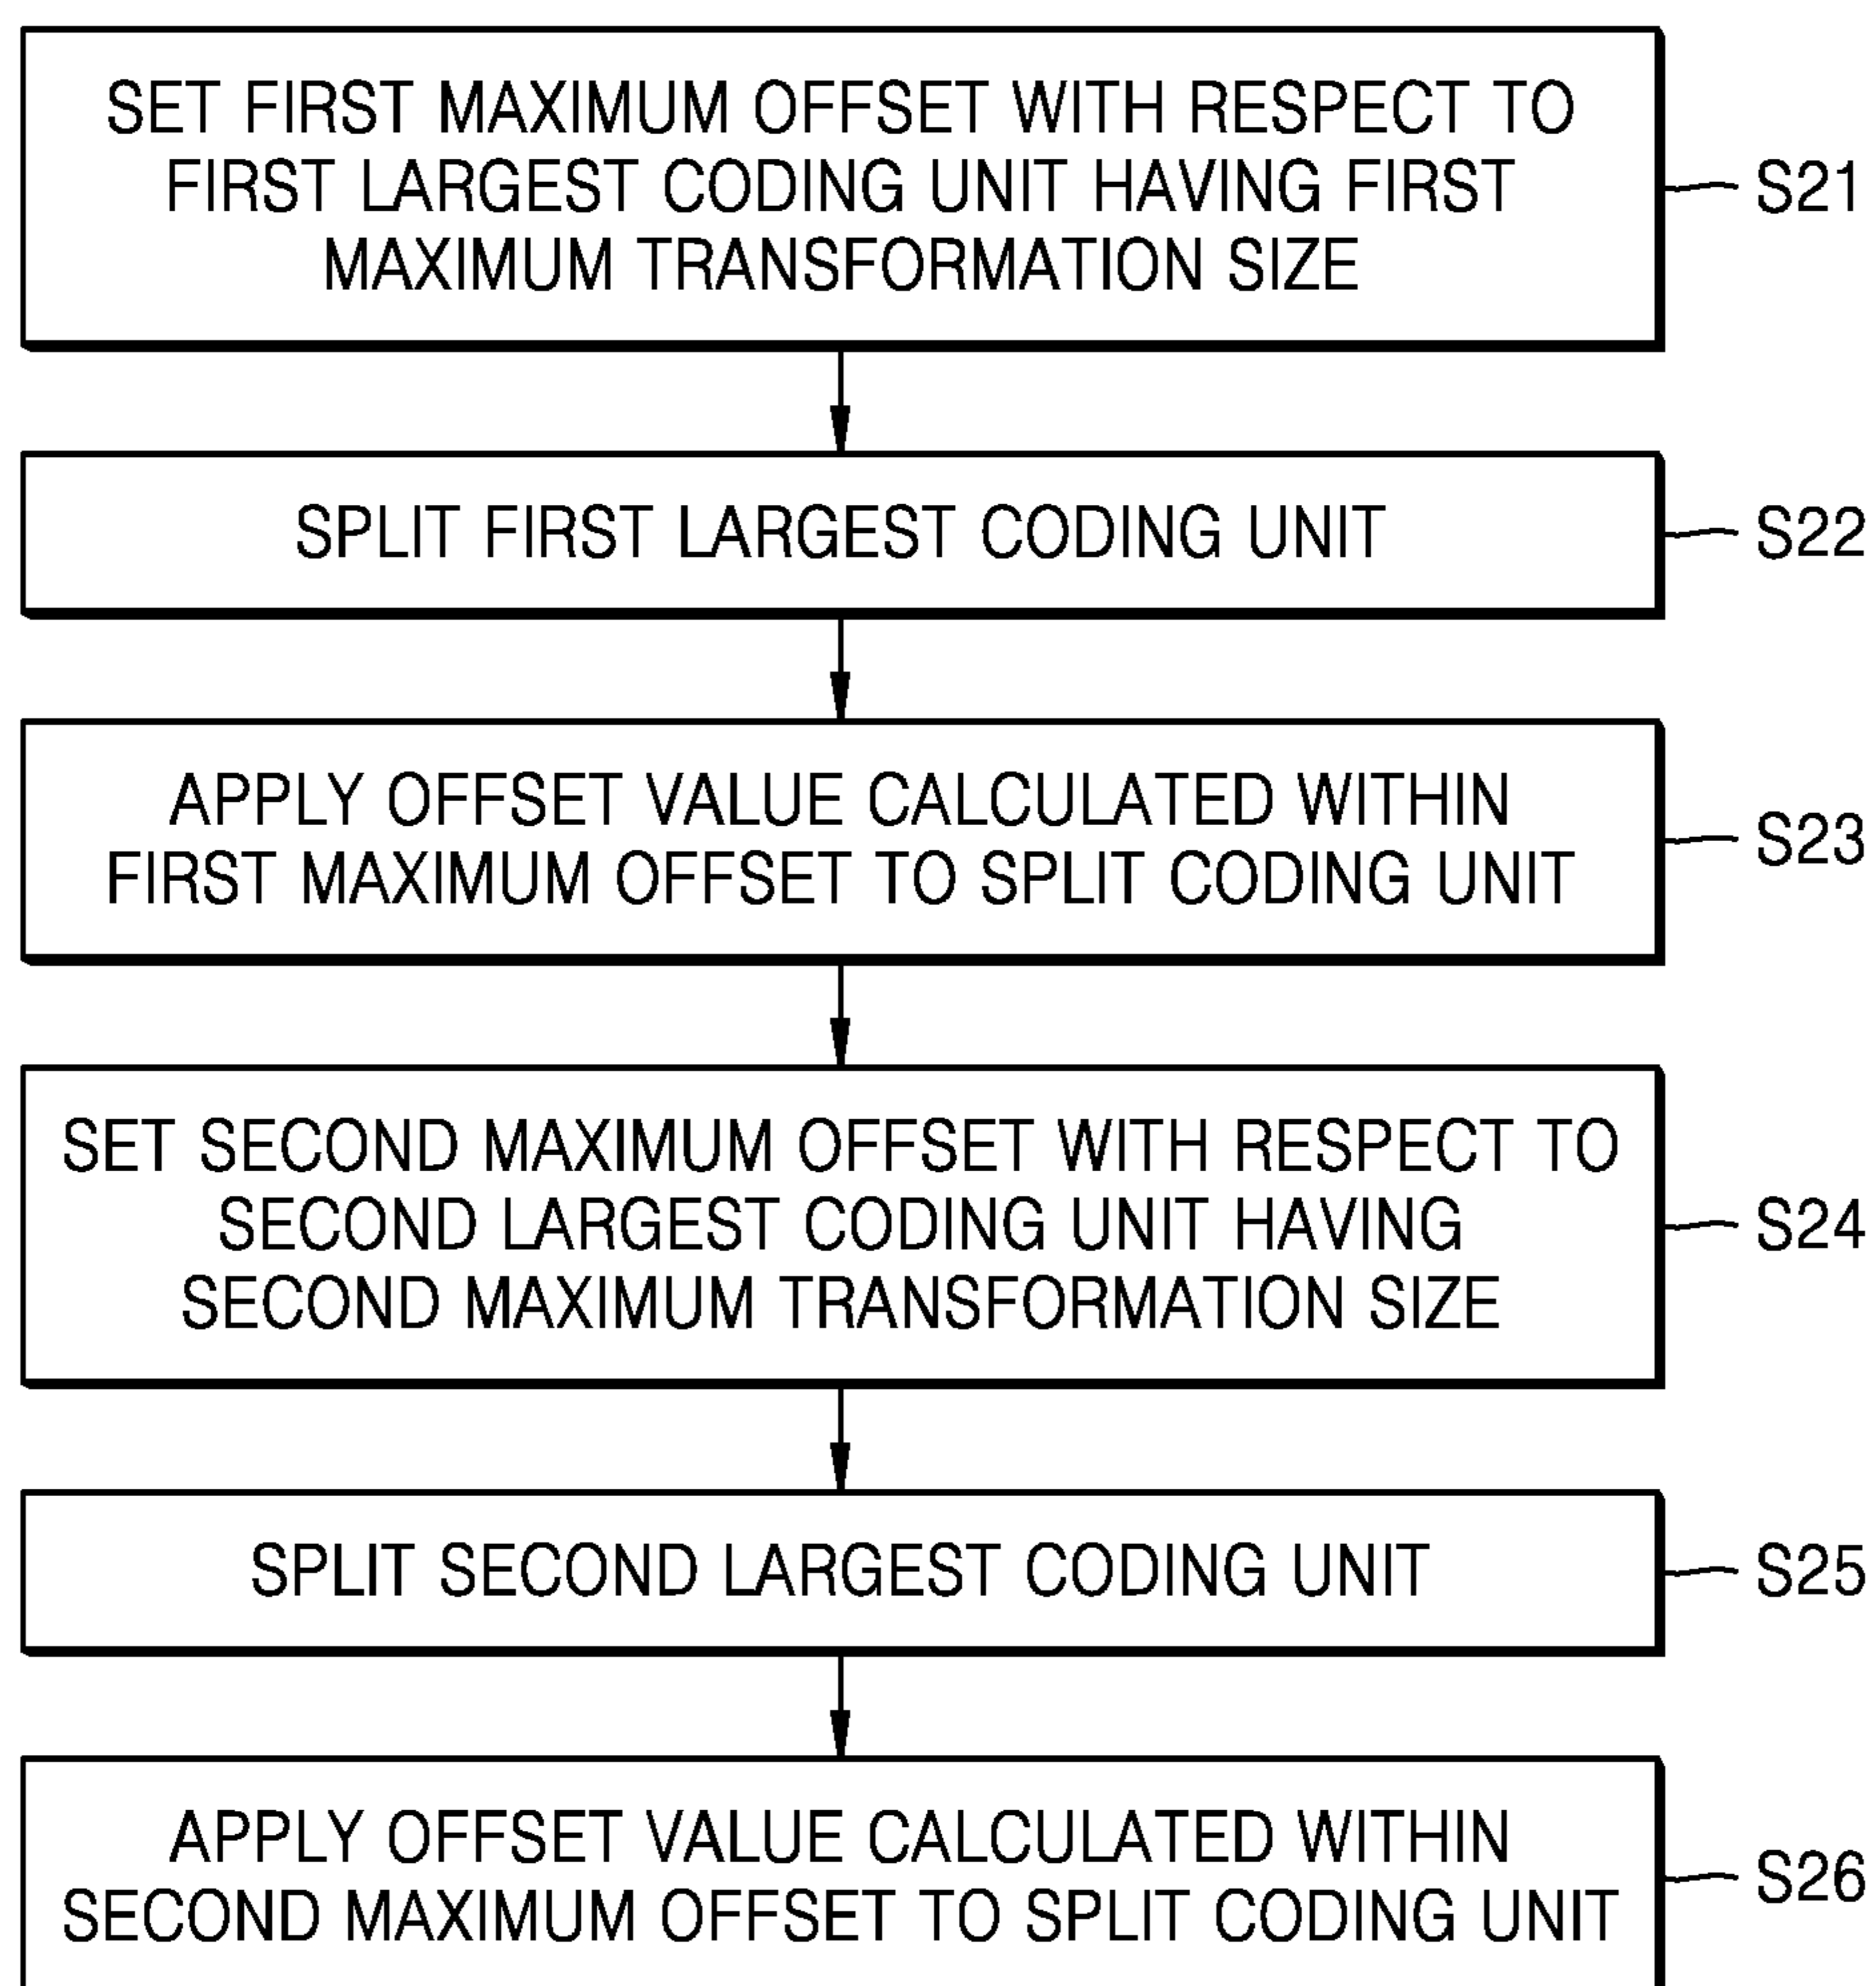 SET FIRST MAXIMUM OFFSET WITH RESPECT TO
FIRST LARGEST CODING UNIT HAVING FIRST
MAXIMUM TRANSFORMATION SIZE
S21
SPLIT FIRST LARGEST CODING UNIT
S22
APPLY OFFSET VALUE CALCULATED WITHIN
FIRST MAXIMUM OFFSET TO SPLIT CODING UNIT
S23
SET SECOND MAXIMUM OFFSET WITH RESPECT TO
SECOND LARGEST CODING UNIT HAVING
SECOND MAXIMUM TRANSFORMATION SIZE
S24
SPLIT SECOND LARGEST CODING UNIT
S25
APPLY OFFSET VALUE CALCULATED WITHIN
SECOND MAXIMUM OFFSET TO SPLIT CODING UNIT
S26